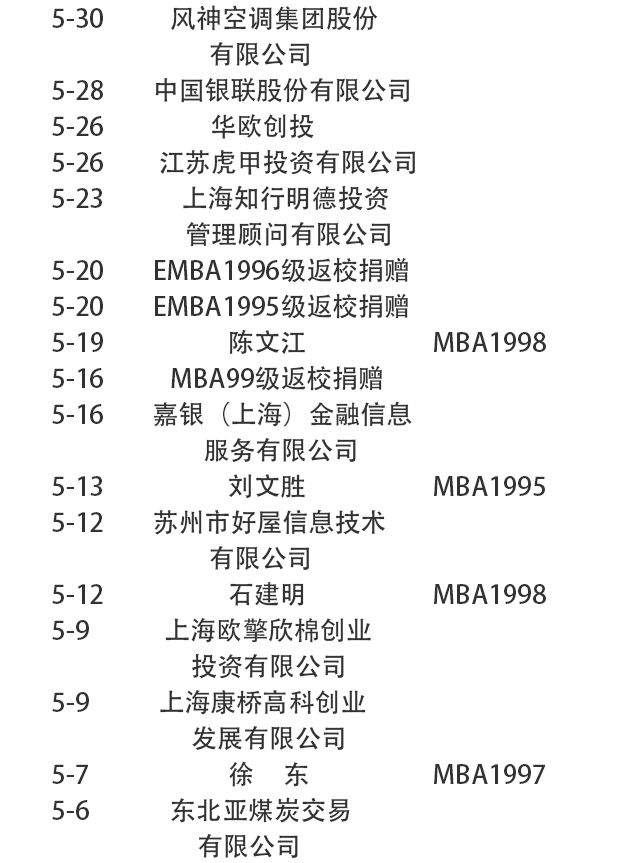 5-30 风神空调集团股份
有限公司
5-28 中国银联股份有限公司
5-26 华欧创投
5-26 江苏虎甲投资有限公司
5-23 上海知行明德投资
管理顾问有限公司
5-20 EMBA1996级返校捐赠
5-20 EMBA1995级返校捐赠
5-19 陈文江 MBA1998
5-16 MBA99级返校捐赠
5-16 嘉银（上海）金融信息
服务有限公司
5-13 刘文胜 MBA1995
5-12 苏州市好屋信息技术
有限公司
5-12 石建明 MBA1998
5-9 上海欧擎欣棉创业
投资有限公司
5-9 上海康桥高科创业
发展有限公司
5-7 徐 东 MBA1997
5-6 东北亚煤炭交易
有限公司